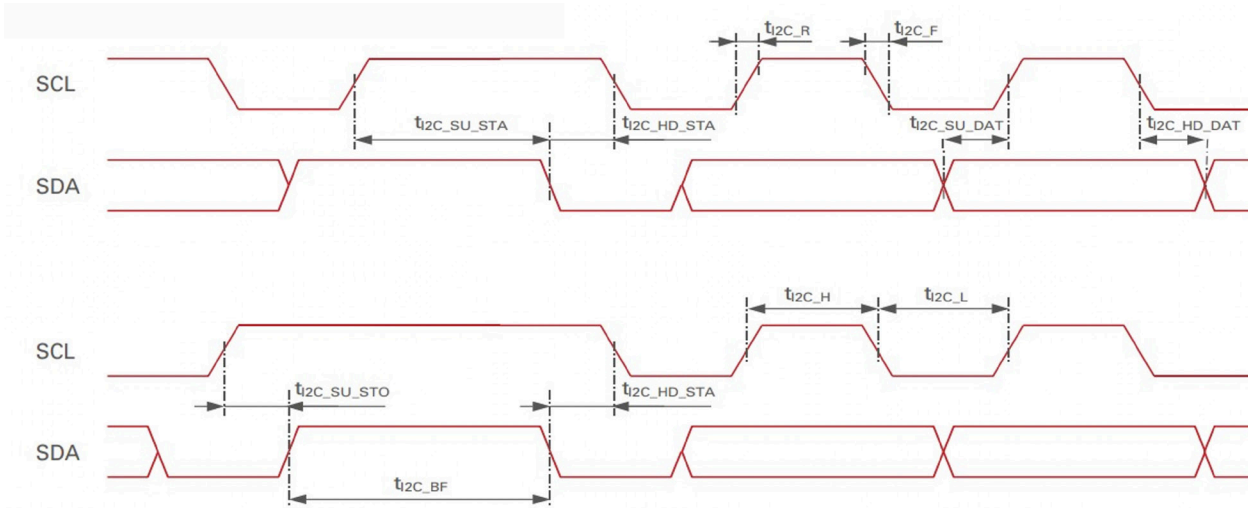 tI2C_R tI2C_F
SCL
tI2C_SU_STA tI2C_HD_STA tI2C_SU_DAT tI2C_HD_DAT
SDA
tI2C_H tI2C_L
SCL
tI2C_SU_STO tI2C_HD_STA
SDA
tI2C_BF